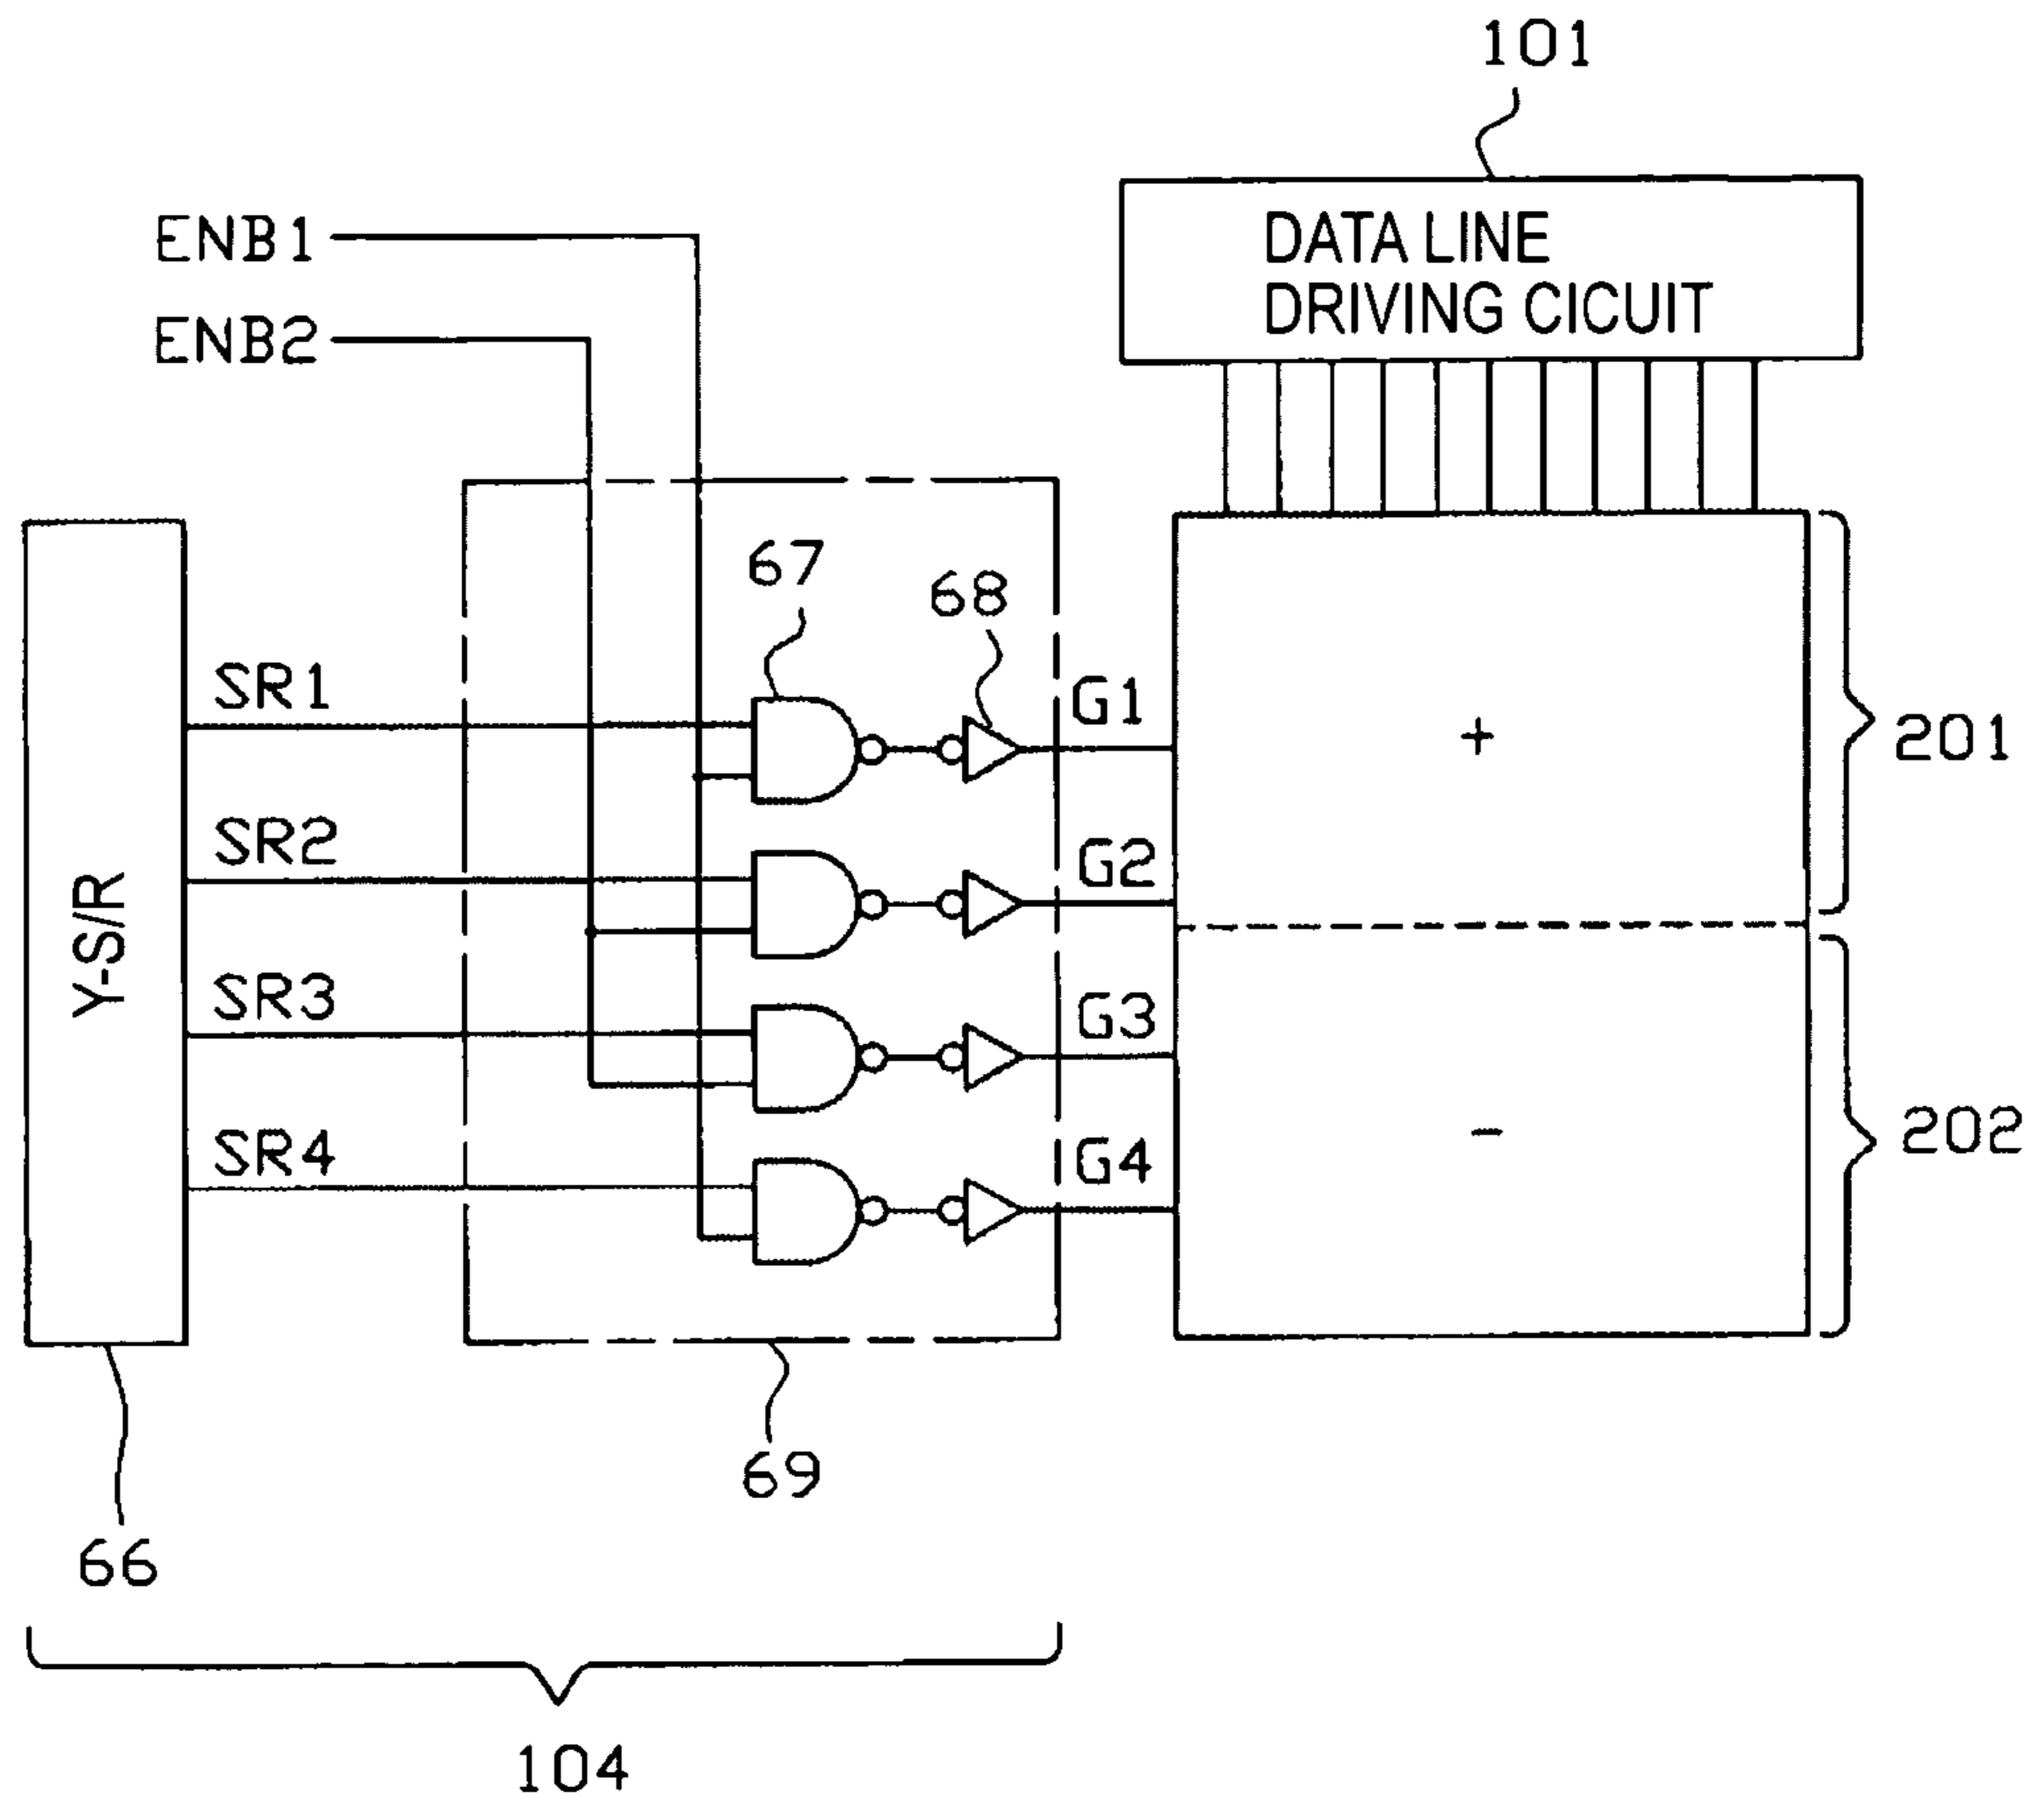 101
DATA LINE
DRIVING CICUIT
ENB1
ENB2
67
68
SR1
G1
+
201
SR2
G2
Y-S/R
SR3
G3
-
202
SR4
G4
69
66
104